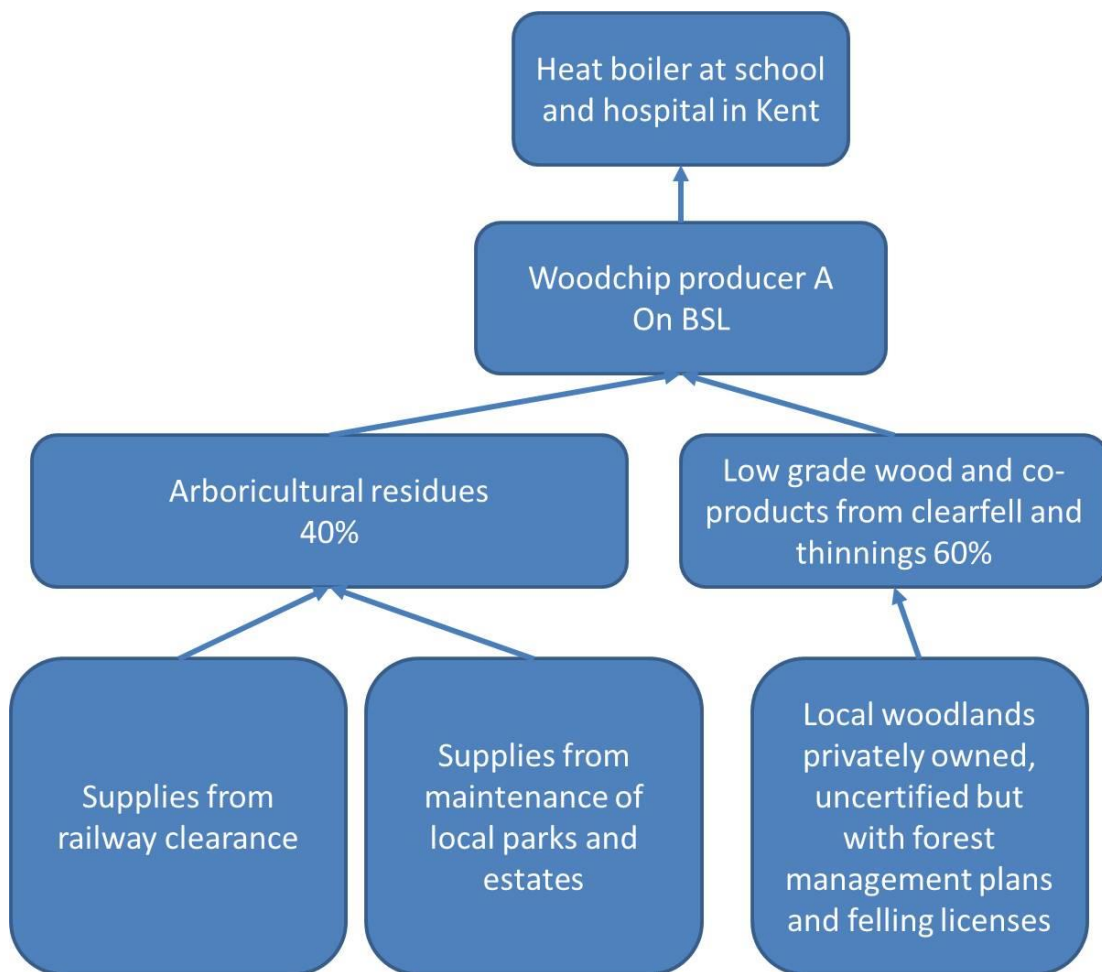 Heat boiler at school
and hospital in Kent
Woodchip producer A
On BSL
Arboricultural residues
40%
Low grade wood and co-
products from clearfell and
thinnings 60%
Supplies from
railway clearance
Supplies from
maintenance of
local parks and
estates
Local woodlands
privately owned,
uncertified but
with forest
management plans
and felling licenses